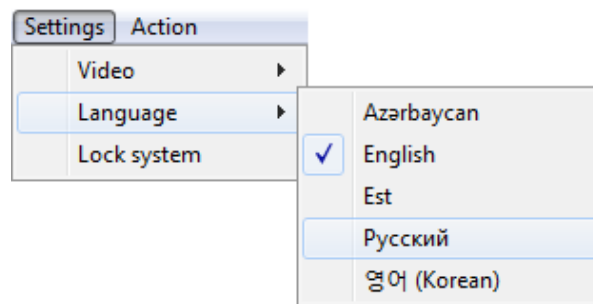 Settings Action
Video
Language
Lock system
Azərbaycan
English
Est
Русский
영어 (Korean)